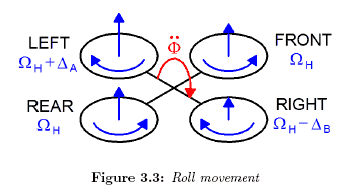 Φ̈
LEFT
Ω_H+Δ_A
FRONT
Ω_H
REAR
Ω_H
RIGHT
Ω_H−Δ_B
Figure 3.3: Roll movement